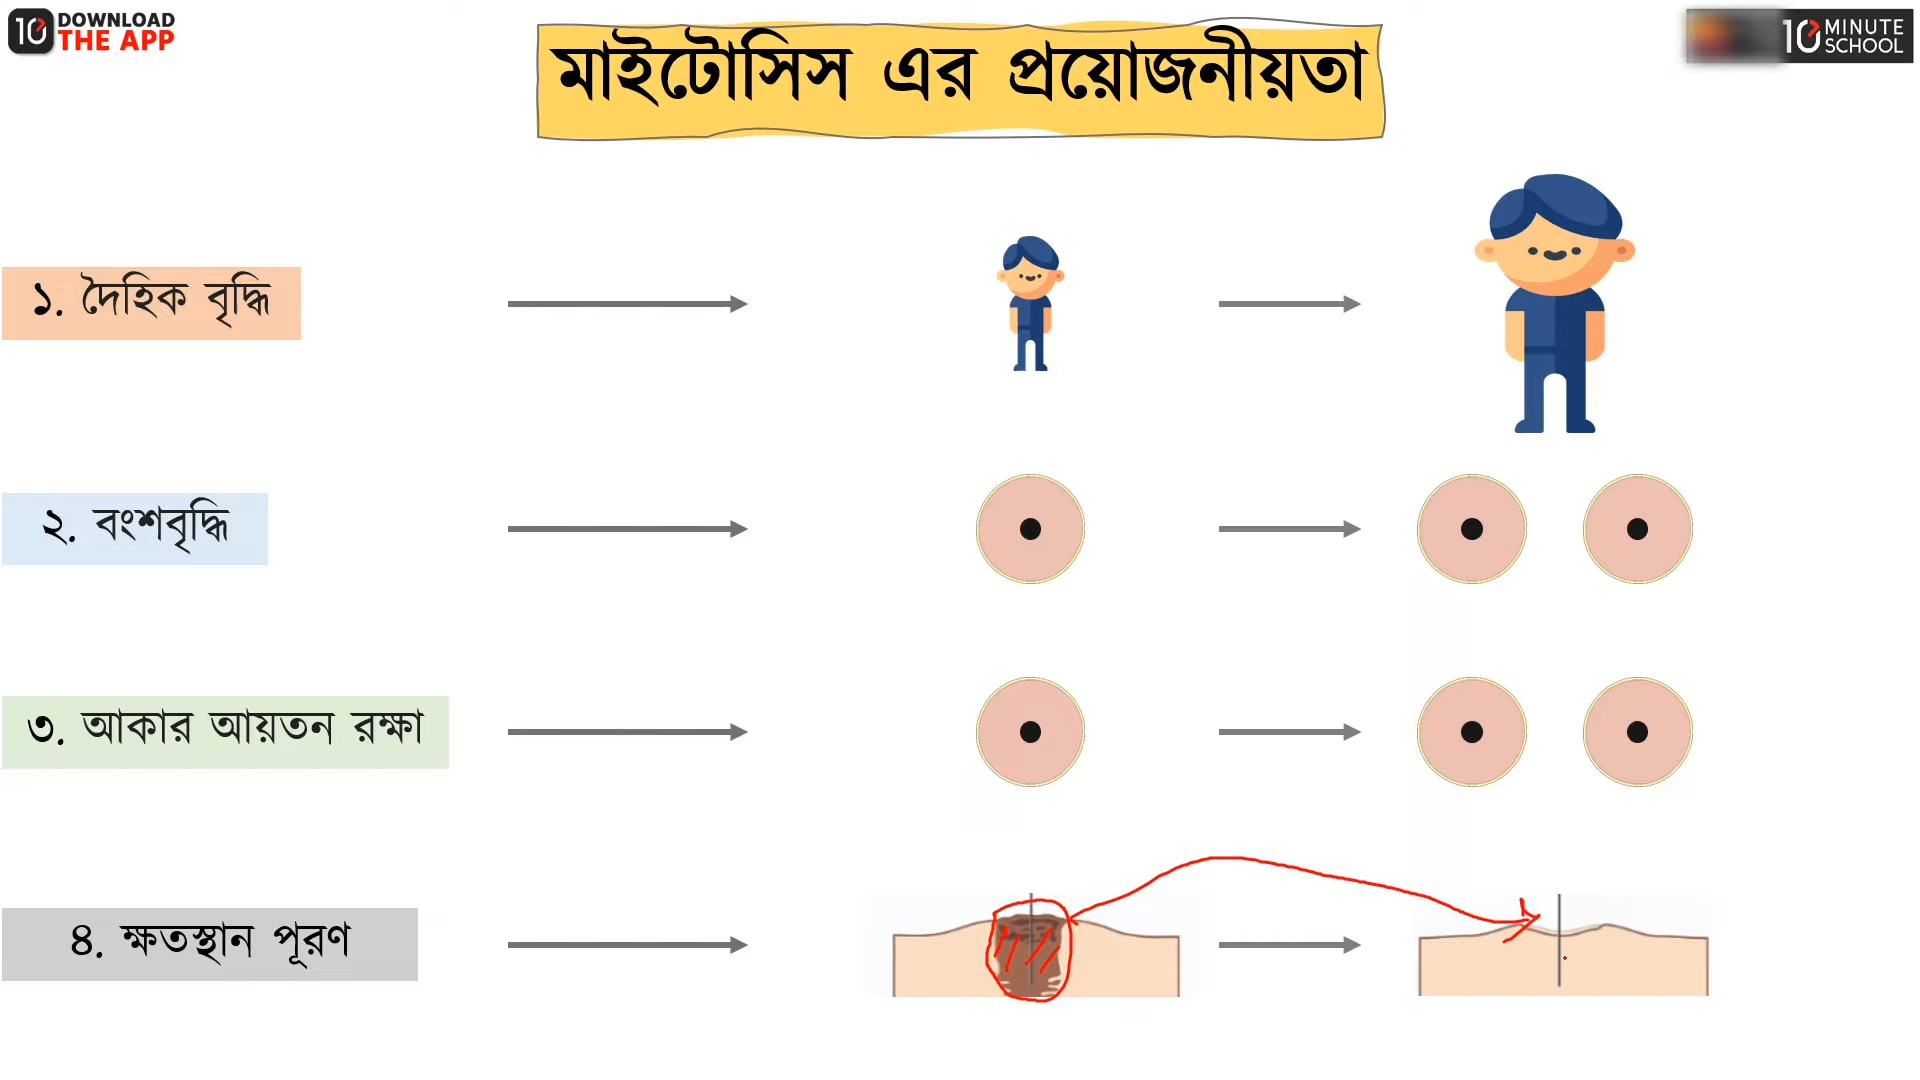 DOWNLOAD
THE APP
মাইটোসিস এর প্রয়োজনীয়তা
10 MINUTE
SCHOOL
১. দৈহিক বৃদ্ধি
২. বংশবৃদ্ধি
৩. আকার আয়তন রক্ষা
৪. ক্ষতস্থান পূরণ